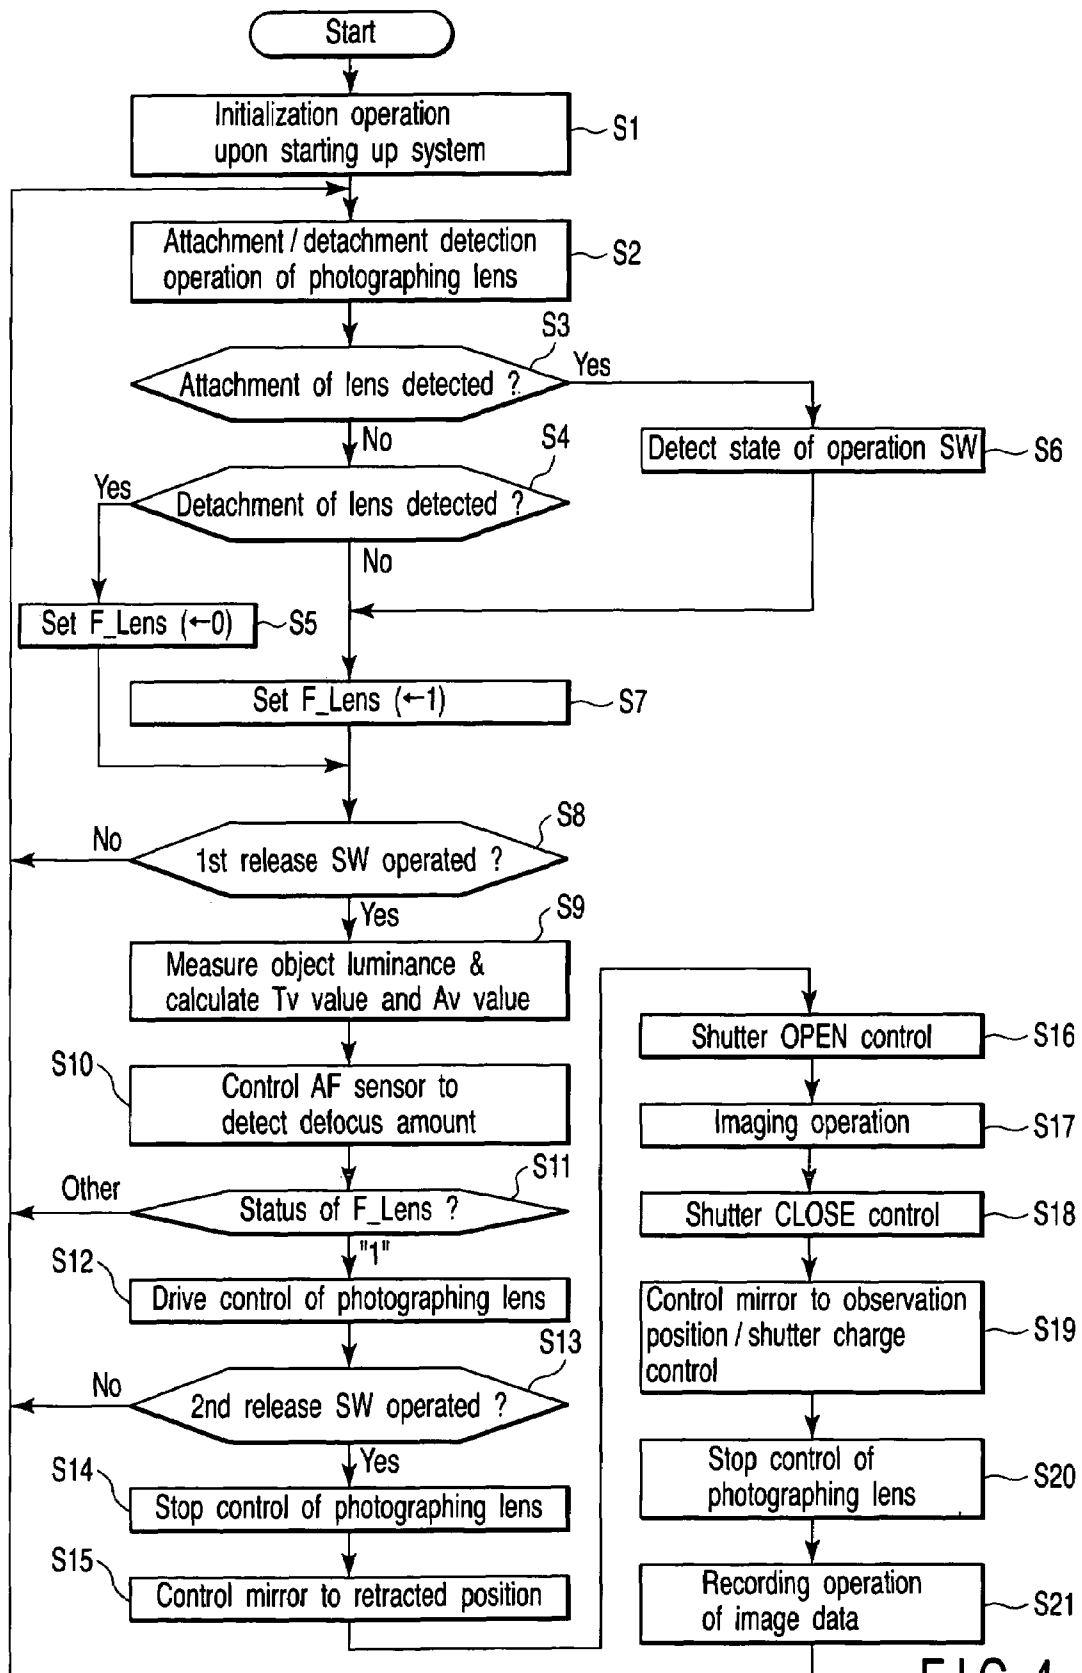 Start
Initialization operation
upon starting up system
S1
Attachment / detachment detection
operation of photographing lens
S2
S3
Attachment of lens detected ?
Yes
No
S4
Detect state of operation SW
S6
Yes
Detachment of lens detected ?
No
Set F_Lens (←0)
S5
Set F_Lens (←1)
S7
S8
No
1st release SW operated ?
Yes
S9
Measure object luminance &
calculate Tv value and Av value
S10
Control AF sensor to
detect defocus amount
S11
Other
Status of F_Lens ?
"1"
S12
Drive control of photographing lens
S13
No
2nd release SW operated ?
Yes
S14
Stop control of photographing lens
S15
Control mirror to retracted position
Shutter OPEN control
S16
Imaging operation
S17
Shutter CLOSE control
S18
Control mirror to observation
position / shutter charge
control
S19
Stop control of
photographing lens
S20
Recording operation
of image data
S21